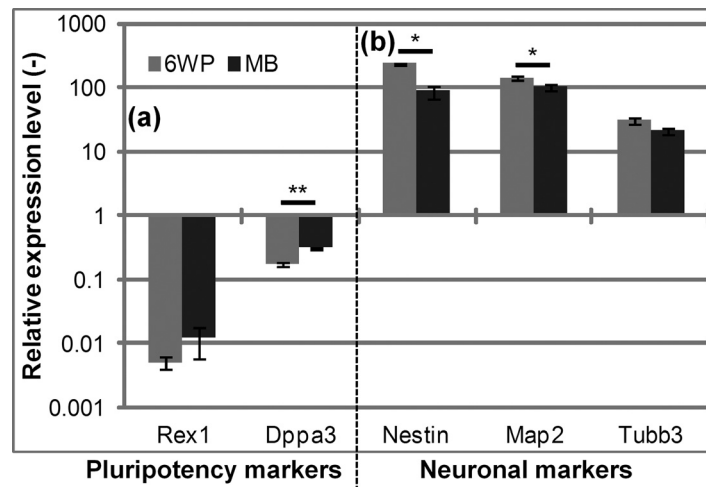 Relative expression level (-)
1000
100
10
1
0.1
0.01
0.001
6WP MB
(a)
(b)
**
*
*
Rex1 Dppa3 Nestin Map2 Tubb3
Pluripotency markers Neuronal markers